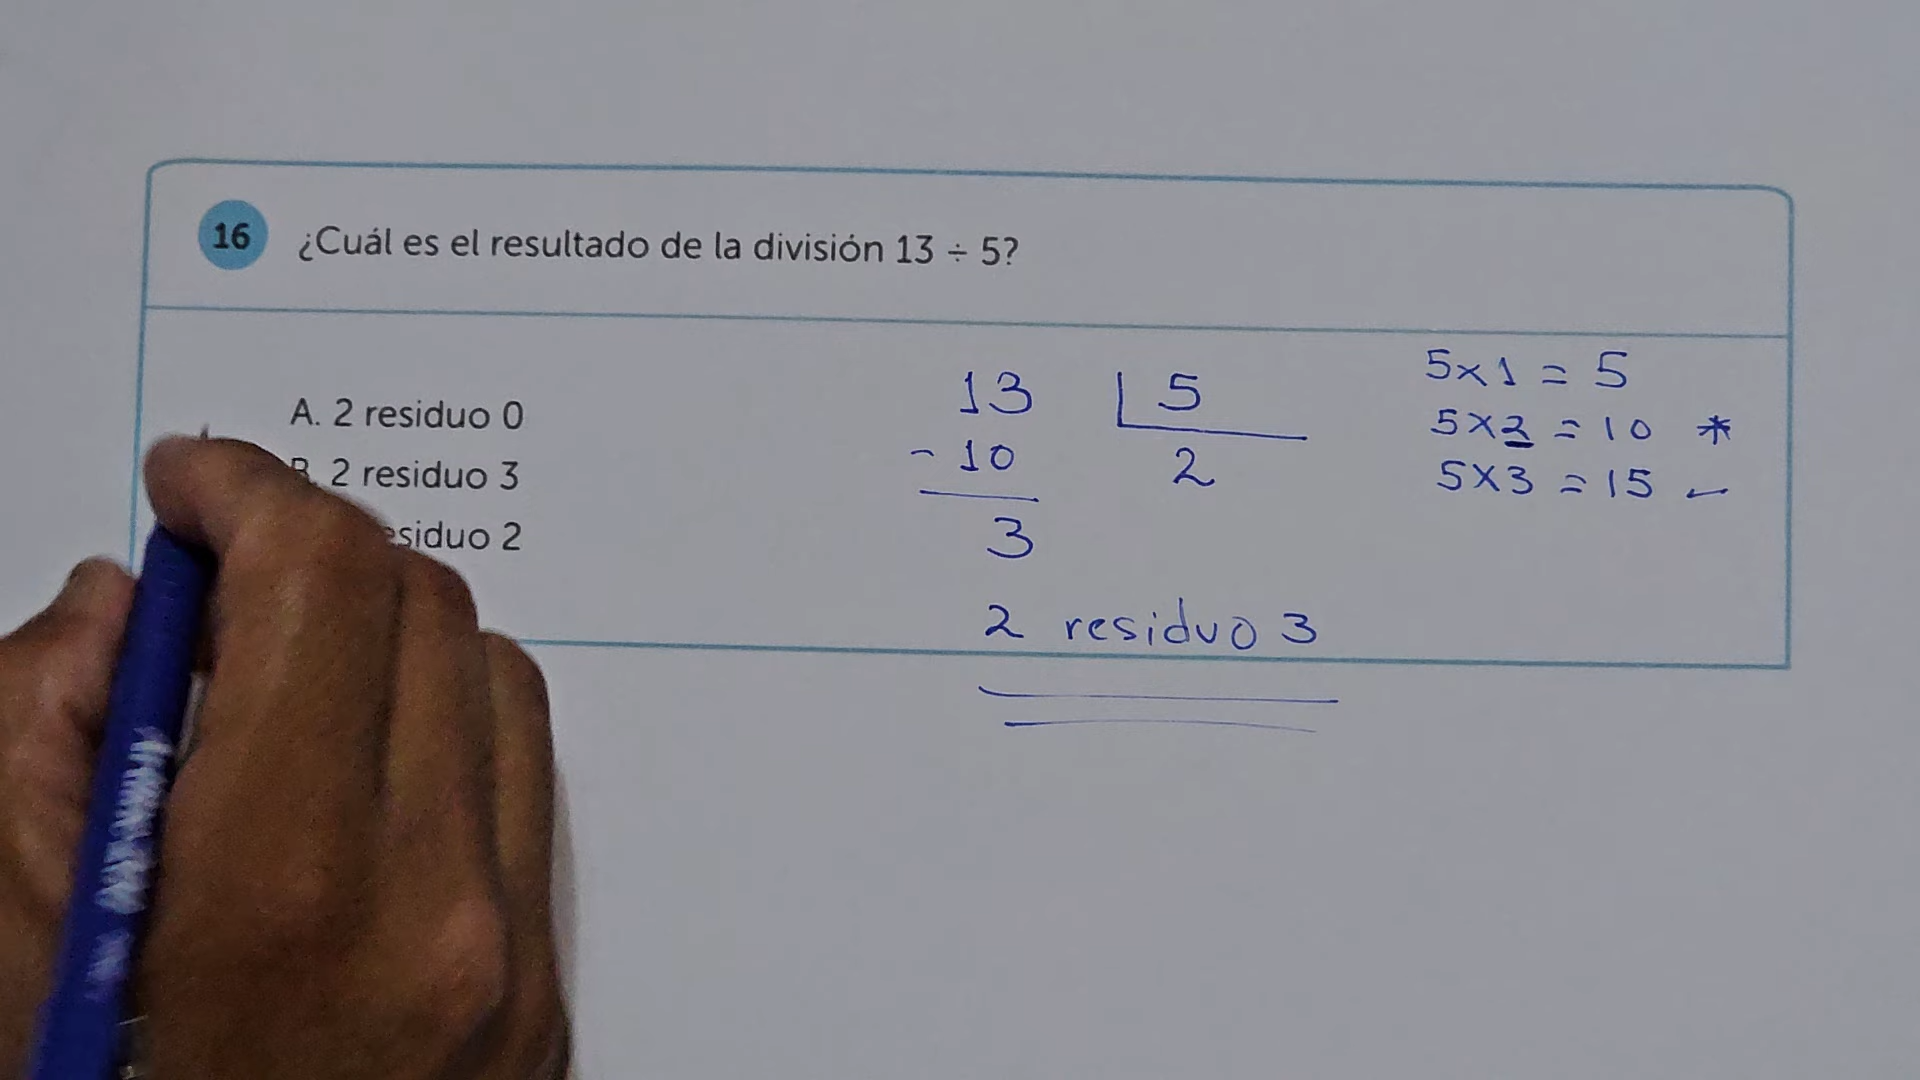 16 ¿Cuál es el resultado de la división 13 ÷ 5?
A. 2 residuo 0
2 residuo 3
residuo 2
13 5
- 10 2
3
2 residuo 3
5x1 = 5
5x2 = 10 *
5x3 = 15 -